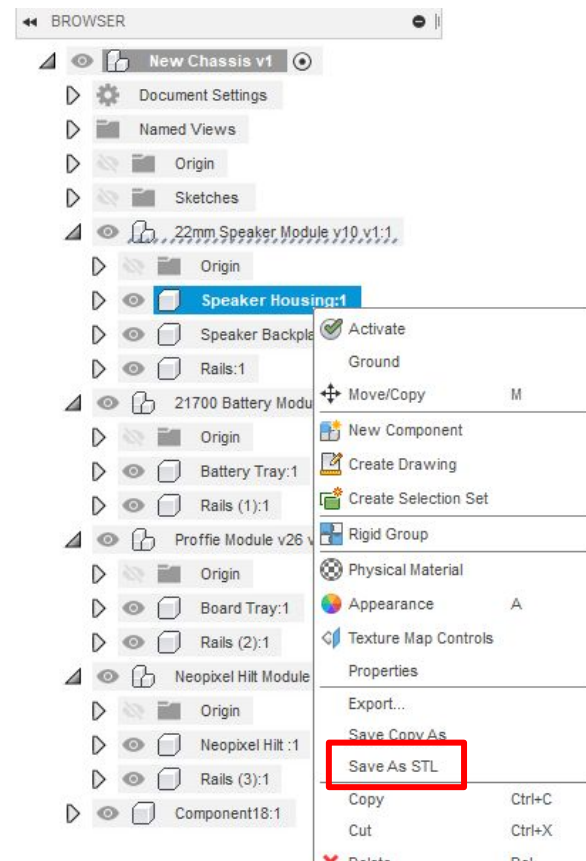 BROWSER
New Chassis v1
Document Settings
Named Views
Origin
Sketches
22mm Speaker Module v10 v1:1
Origin
Speaker Housing:1
Speaker Backpla
Rails:1
21700 Battery Modu
Origin
Battery Tray:1
Rails (1):1
Proffie Module v26 v
Origin
Board Tray:1
Rails (2):1
Neopixel Hilt Module
Origin
Neopixel Hilt :1
Rails (3):1
Component18:1
Activate
Ground
Move/Copy M
New Component
Create Drawing
Create Selection Set
Rigid Group
Physical Material
Appearance A
Texture Map Controls
Properties
Export...
Save Copy As
Save As STL
Copy Ctrl+C
Cut Ctrl+X
Delete Del